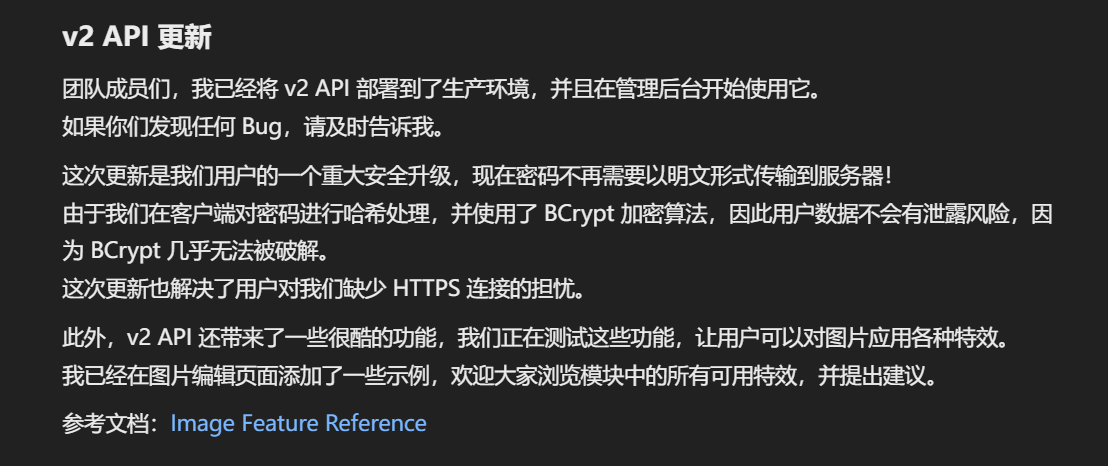 v2 API 更新
团队成员们，我已经将 v2 API 部署到了生产环境，并且在管理后台开始使用它。
如果你们发现任何 Bug，请及时告诉我。
这次更新是我们用户的一个重大安全升级，现在密码不再需要以明文形式传输到服务器！
由于我们在客户端对密码进行哈希处理，并使用了 BCrypt 加密算法，因此用户数据不会有泄露风险，因
为 BCrypt 几乎无法被破解。
这次更新也解决了用户对我们缺少 HTTPS 连接的担忧。
此外，v2 API 还带来了一些很酷的功能，我们正在测试这些功能，让用户可以对图片应用各种特效。
我已经在图片编辑页面添加了一些示例，欢迎大家浏览模块中的所有可用特效，并提出建议。
参考文档：Image Feature Reference